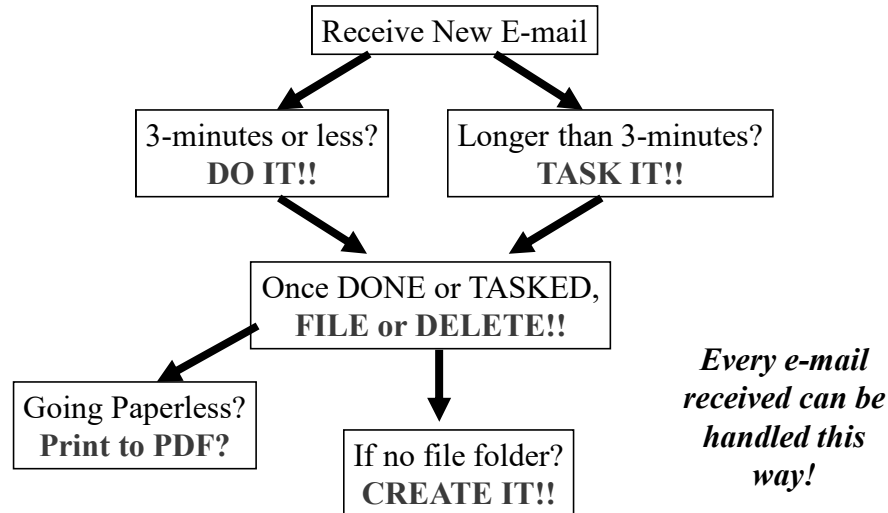 Receive New E-mail
3-minutes or less?
DO IT!!
Longer than 3-minutes?
TASK IT!!
Once DONE or TASKED,
FILE or DELETE!!
Going Paperless?
Print to PDF?
If no file folder?
CREATE IT!!
Every e-mail
received can be
handled this
way!